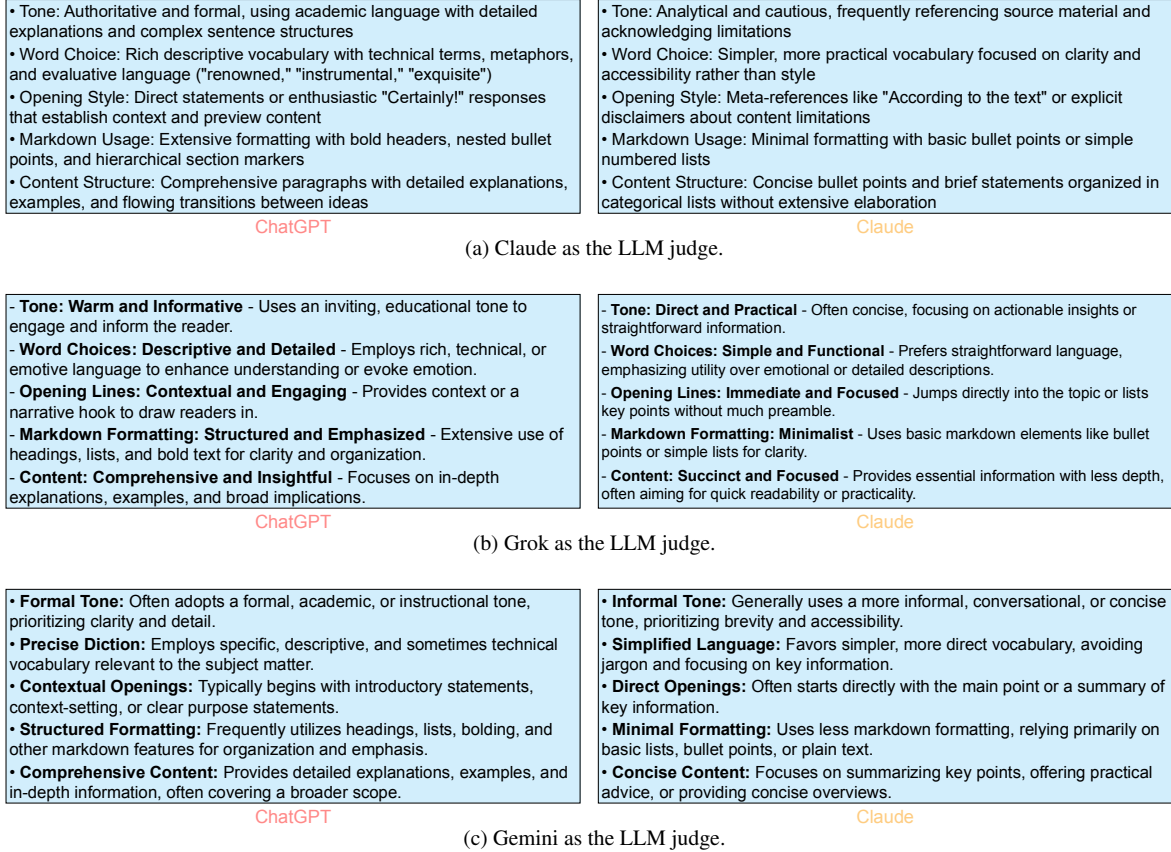 • Tone: Authoritative and formal, using academic language with detailed
explanations and complex sentence structures
• Word Choice: Rich descriptive vocabulary with technical terms, metaphors,
and evaluative language ("renowned," "instrumental," "exquisite")
• Opening Style: Direct statements or enthusiastic "Certainly!" responses
that establish context and preview content
• Markdown Usage: Extensive formatting with bold headers, nested bullet
points, and hierarchical section markers
• Content Structure: Comprehensive paragraphs with detailed explanations,
examples, and flowing transitions between ideas
ChatGPT
• Tone: Analytical and cautious, frequently referencing source material and
acknowledging limitations
• Word Choice: Simpler, more practical vocabulary focused on clarity and
accessibility rather than style
• Opening Style: Meta-references like "According to the text" or explicit
disclaimers about content limitations
• Markdown Usage: Minimal formatting with basic bullet points or simple
numbered lists
• Content Structure: Concise bullet points and brief statements organized in
categorical lists without extensive elaboration
Claude
(a) Claude as the LLM judge.
- Tone: Warm and Informative - Uses an inviting, educational tone to
engage and inform the reader.
- Word Choices: Descriptive and Detailed - Employs rich, technical, or
emotive language to enhance understanding or evoke emotion.
- Opening Lines: Contextual and Engaging - Provides context or a
narrative hook to draw readers in.
- Markdown Formatting: Structured and Emphasized - Extensive use of
headings, lists, and bold text for clarity and organization.
- Content: Comprehensive and Insightful - Focuses on in-depth
explanations, examples, and broad implications.
ChatGPT
- Tone: Direct and Practical - Often concise, focusing on actionable insights or
straightforward information.
- Word Choices: Simple and Functional - Prefers straightforward language,
emphasizing utility over emotional or detailed descriptions.
- Opening Lines: Immediate and Focused - Jumps directly into the topic or lists
key points without much preamble.
- Markdown Formatting: Minimalist - Uses basic markdown elements like bullet
points or simple lists for clarity.
- Content: Succinct and Focused - Provides essential information with less depth,
often aiming for quick readability or practicality.
Claude
(b) Grok as the LLM judge.
• Formal Tone: Often adopts a formal, academic, or instructional tone,
prioritizing clarity and detail.
• Precise Diction: Employs specific, descriptive, and sometimes technical
vocabulary relevant to the subject matter.
• Contextual Openings: Typically begins with introductory statements,
context-setting, or clear purpose statements.
• Structured Formatting: Frequently utilizes headings, lists, bolding, and
other markdown features for organization and emphasis.
• Comprehensive Content: Provides detailed explanations, examples, and
in-depth information, often covering a broader scope.
ChatGPT
• Informal Tone: Generally uses a more informal, conversational, or concise
tone, prioritizing brevity and accessibility.
• Simplified Language: Favors simpler, more direct vocabulary, avoiding
jargon and focusing on key information.
• Direct Openings: Often starts directly with the main point or a summary of
key information.
• Minimal Formatting: Uses less markdown formatting, relying primarily on
basic lists, bullet points, or plain text.
• Concise Content: Focuses on summarizing key points, offering practical
advice, or providing concise overviews.
Claude
(c) Gemini as the LLM judge.